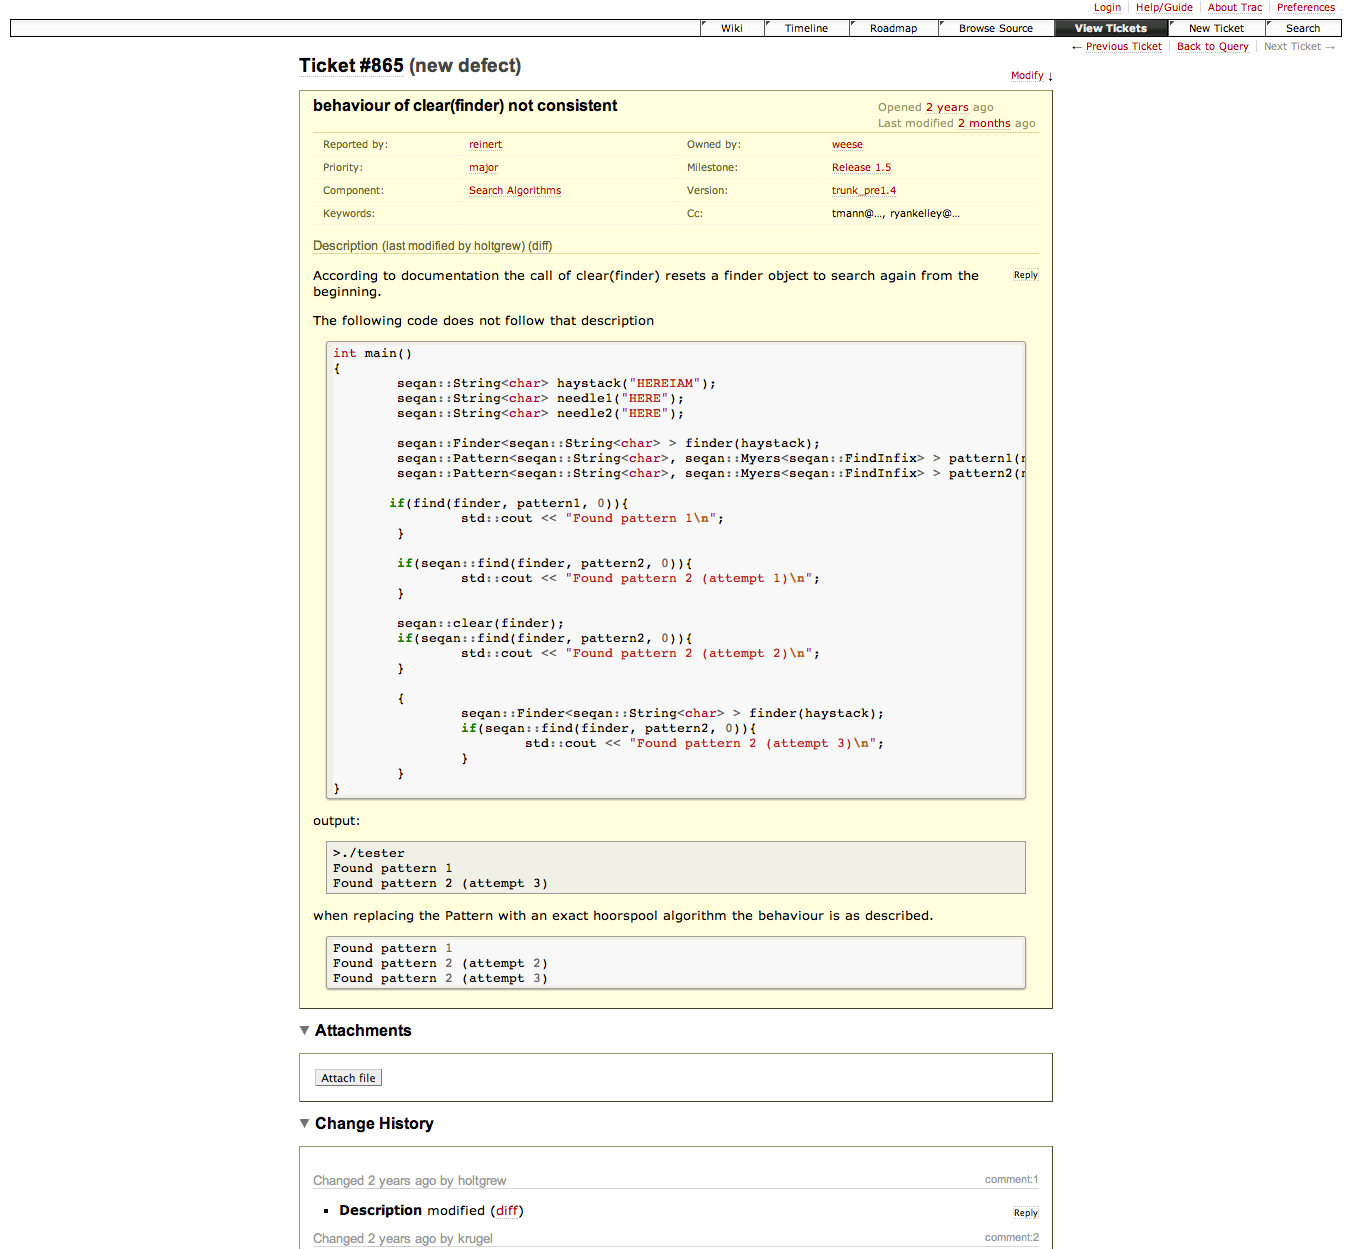 Login Help/Guide About Trac Preferences
Wiki Timeline Roadmap Browse Source View Tickets New Ticket Search
← Previous Ticket Back to Query Next Ticket →
Ticket #865 (new defect)
Modify ↓
behaviour of clear(finder) not consistent
Opened 2 years ago
Last modified 2 months ago
Reported by: reinert Owned by: weese
Priority: major Milestone: Release 1.5
Component: Search Algorithms Version: trunk_pre1.4
Keywords: Cc: tmann@…, ryankelley@…
Description (last modified by holtgrew) (diff)
Reply
According to documentation the call of clear(finder) resets a finder object to search again from the
beginning.
The following code does not follow that description
int main()
{
        seqan::String<char> haystack("HEREIAM");
        seqan::String<char> needle1("HERE");
        seqan::String<char> needle2("HERE");
        seqan::Finder<seqan::String<char> > finder(haystack);
        seqan::Pattern<seqan::String<char>, seqan::Myers<seqan::FindInfix> > pattern1(
        seqan::Pattern<seqan::String<char>, seqan::Myers<seqan::FindInfix> > pattern2(
       if(find(finder, pattern1, 0)){
                std::cout << "Found pattern 1\n";
        }
        if(seqan::find(finder, pattern2, 0)){
                std::cout << "Found pattern 2 (attempt 1)\n";
        }
        seqan::clear(finder);
        if(seqan::find(finder, pattern2, 0)){
                std::cout << "Found pattern 2 (attempt 2)\n";
        }
        {
                seqan::Finder<seqan::String<char> > finder(haystack);
                if(seqan::find(finder, pattern2, 0)){
                        std::cout << "Found pattern 2 (attempt 3)\n";
                }
        }
}
output:
>./tester
Found pattern 1
Found pattern 2 (attempt 3)
when replacing the Pattern with an exact hoorspool algorithm the behaviour is as described.
Found pattern 1
Found pattern 2 (attempt 2)
Found pattern 2 (attempt 3)
Attachments
Attach file
Change History
Changed 2 years ago by holtgrew comment:1
Description modified (diff)
Reply
Changed 2 years ago by krugel comment:2